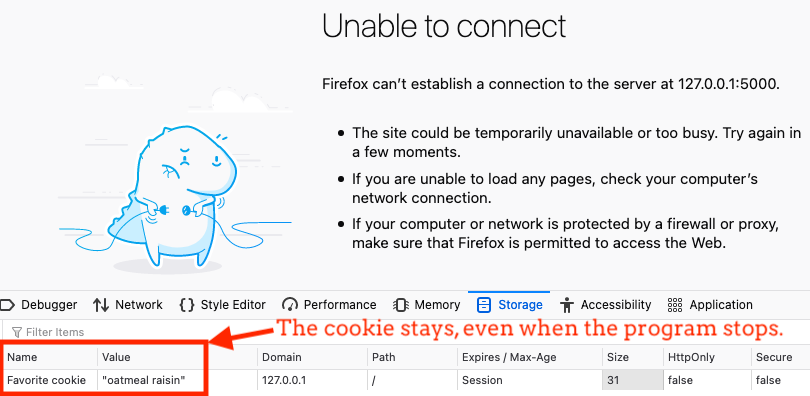 Unable to connect
Firefox can’t establish a connection to the server at 127.0.0.1:5000.
• The site could be temporarily unavailable or too busy. Try again in
a few moments.
• If you are unable to load any pages, check your computer’s
network connection.
• If your computer or network is protected by a firewall or proxy,
make sure that Firefox is permitted to access the Web.
Debugger Network {} Style Editor Performance Memory Storage Accessibility Application
Filter Items
The cookie stays, even when the program stops.
Name Value Domain Path Expires / Max-Age Size HttpOnly Secure
Favorite cookie "oatmeal raisin" 127.0.0.1 / Session 31 false false